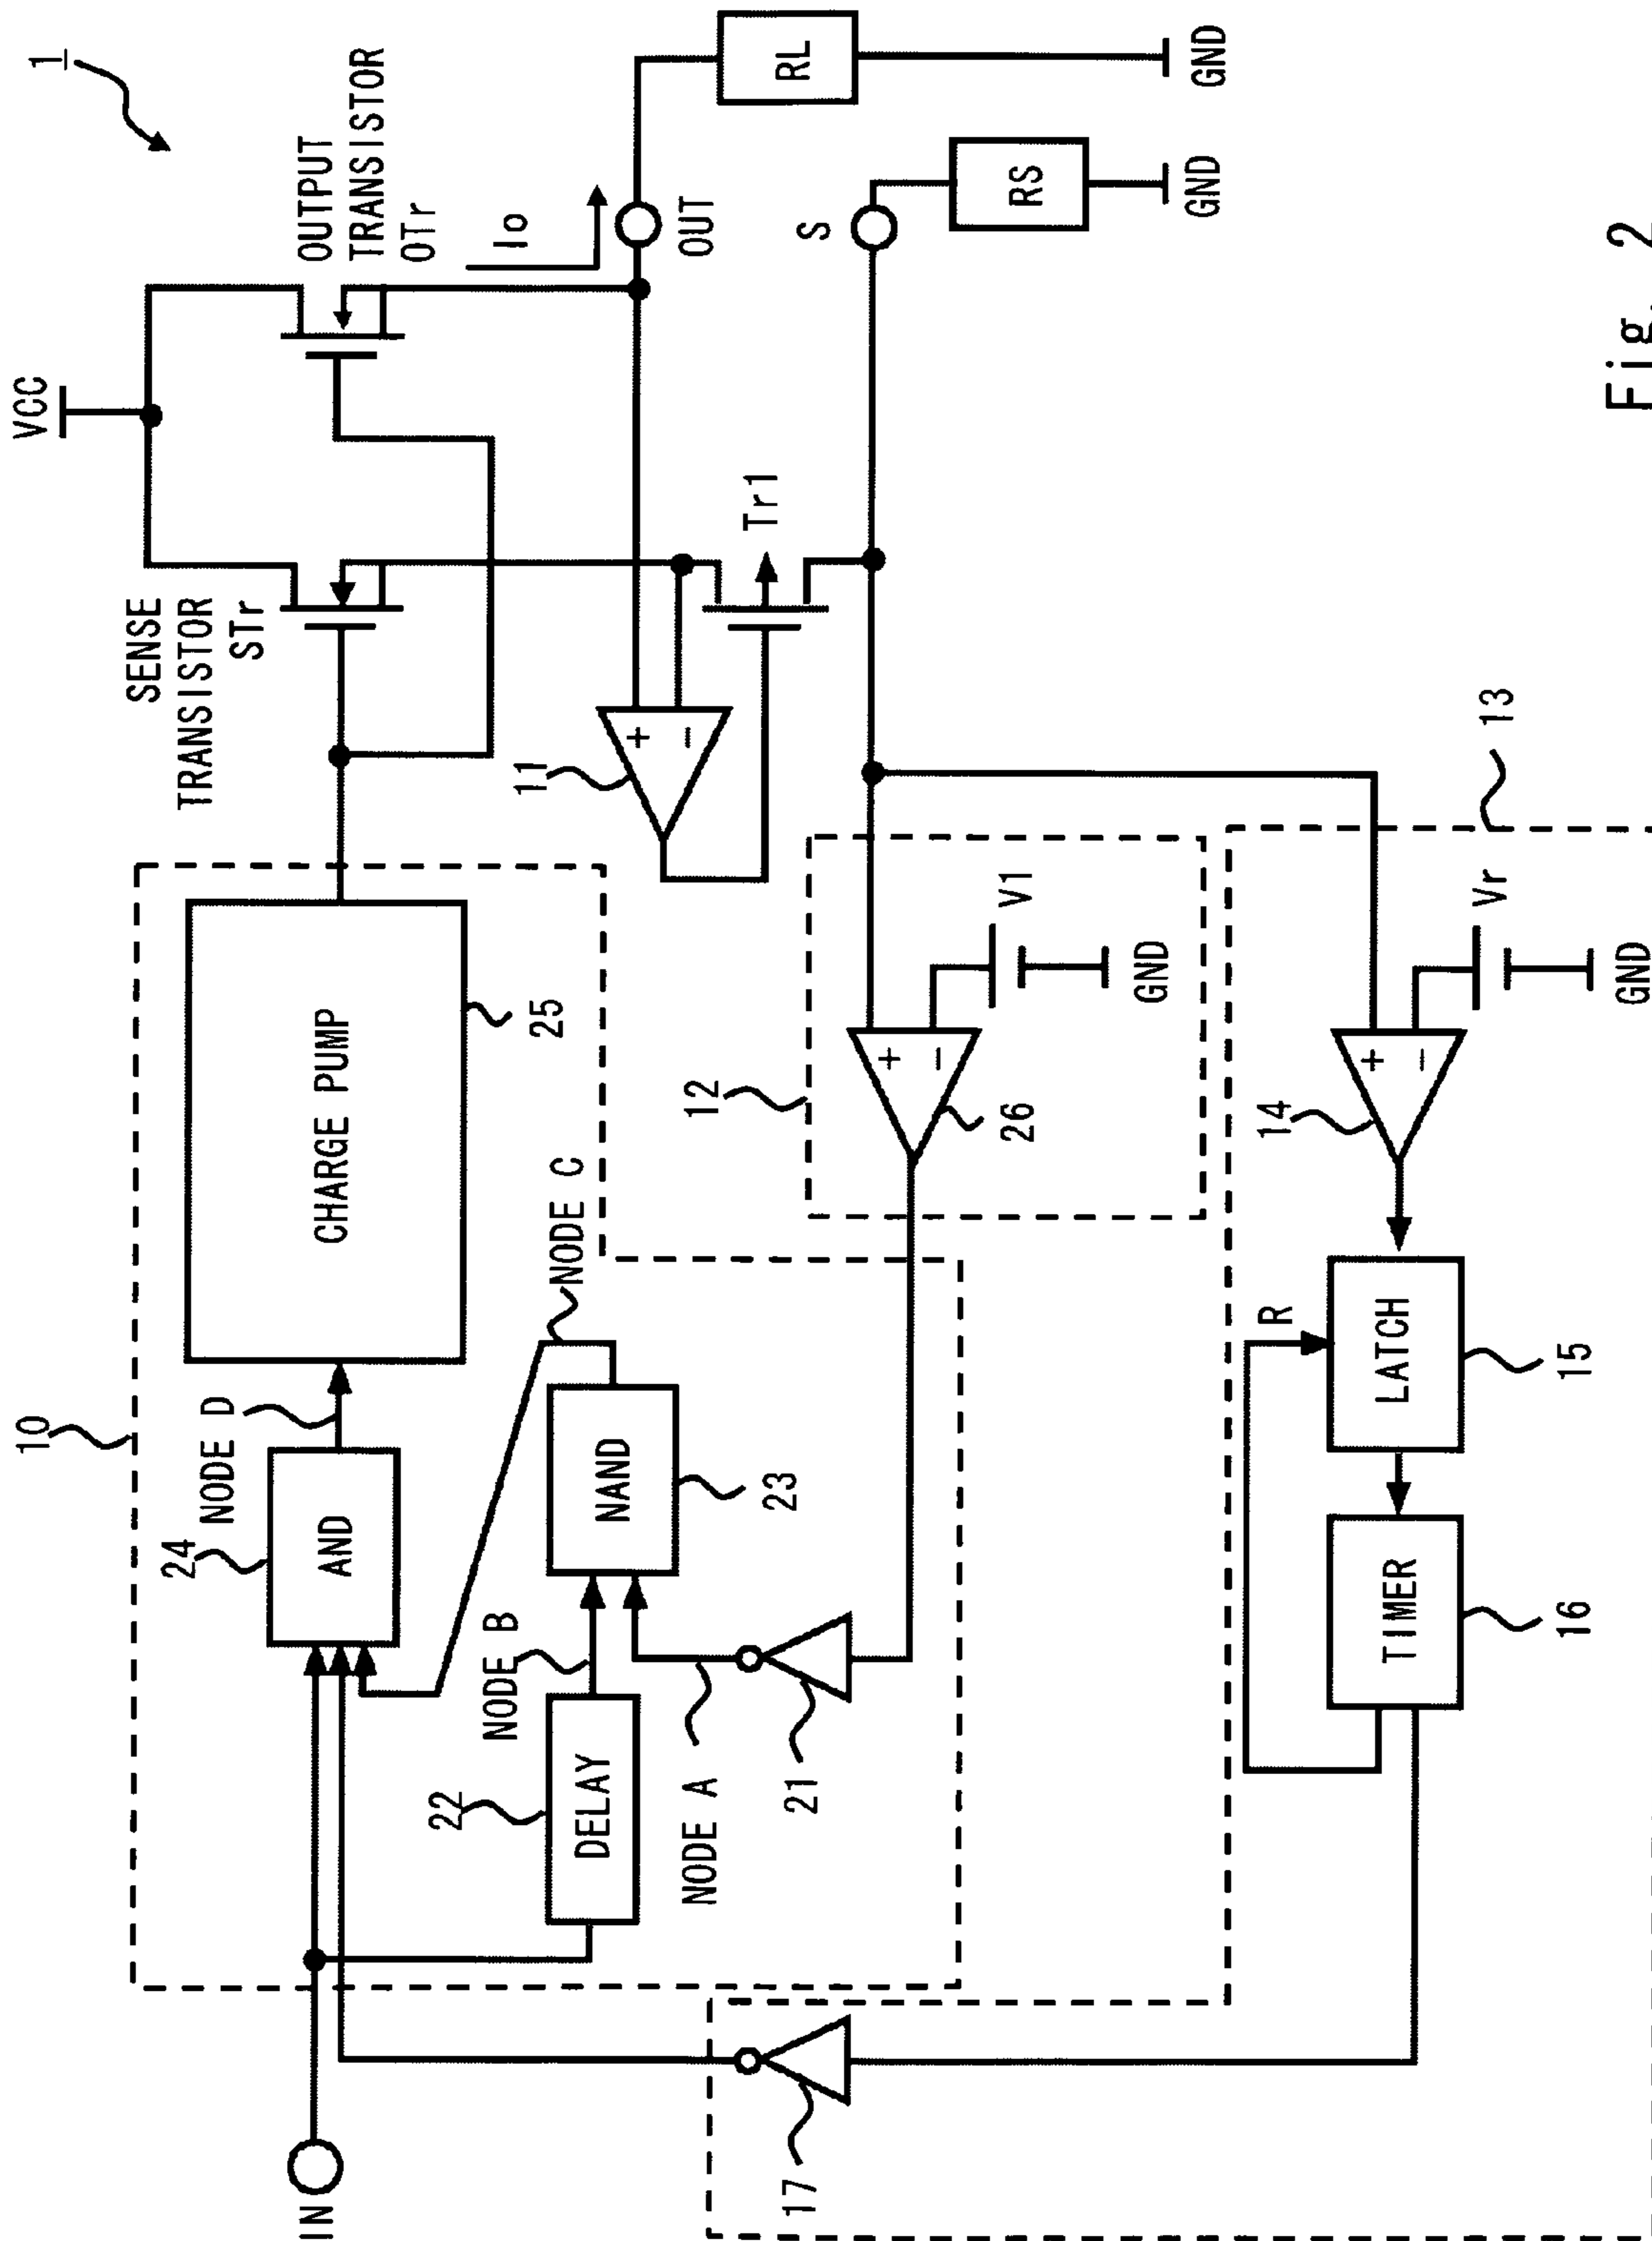 1
VCC
OUTPUT
TRANSISTOR
OTr
SENSE
TRANSISTOR
STr
Io
OUT
RL
GND
S
RS
GND
Tr1
11
+
-
10
CHARGE PUMP
25
NODE D
24
AND
NODE C
NAND
23
NODE B
22
DELAY
NODE A
21
IN
12
+
-
26
V1
GND
13
14
+
-
Vr
GND
R
LATCH
15
TIMER
16
17
Fig. 2